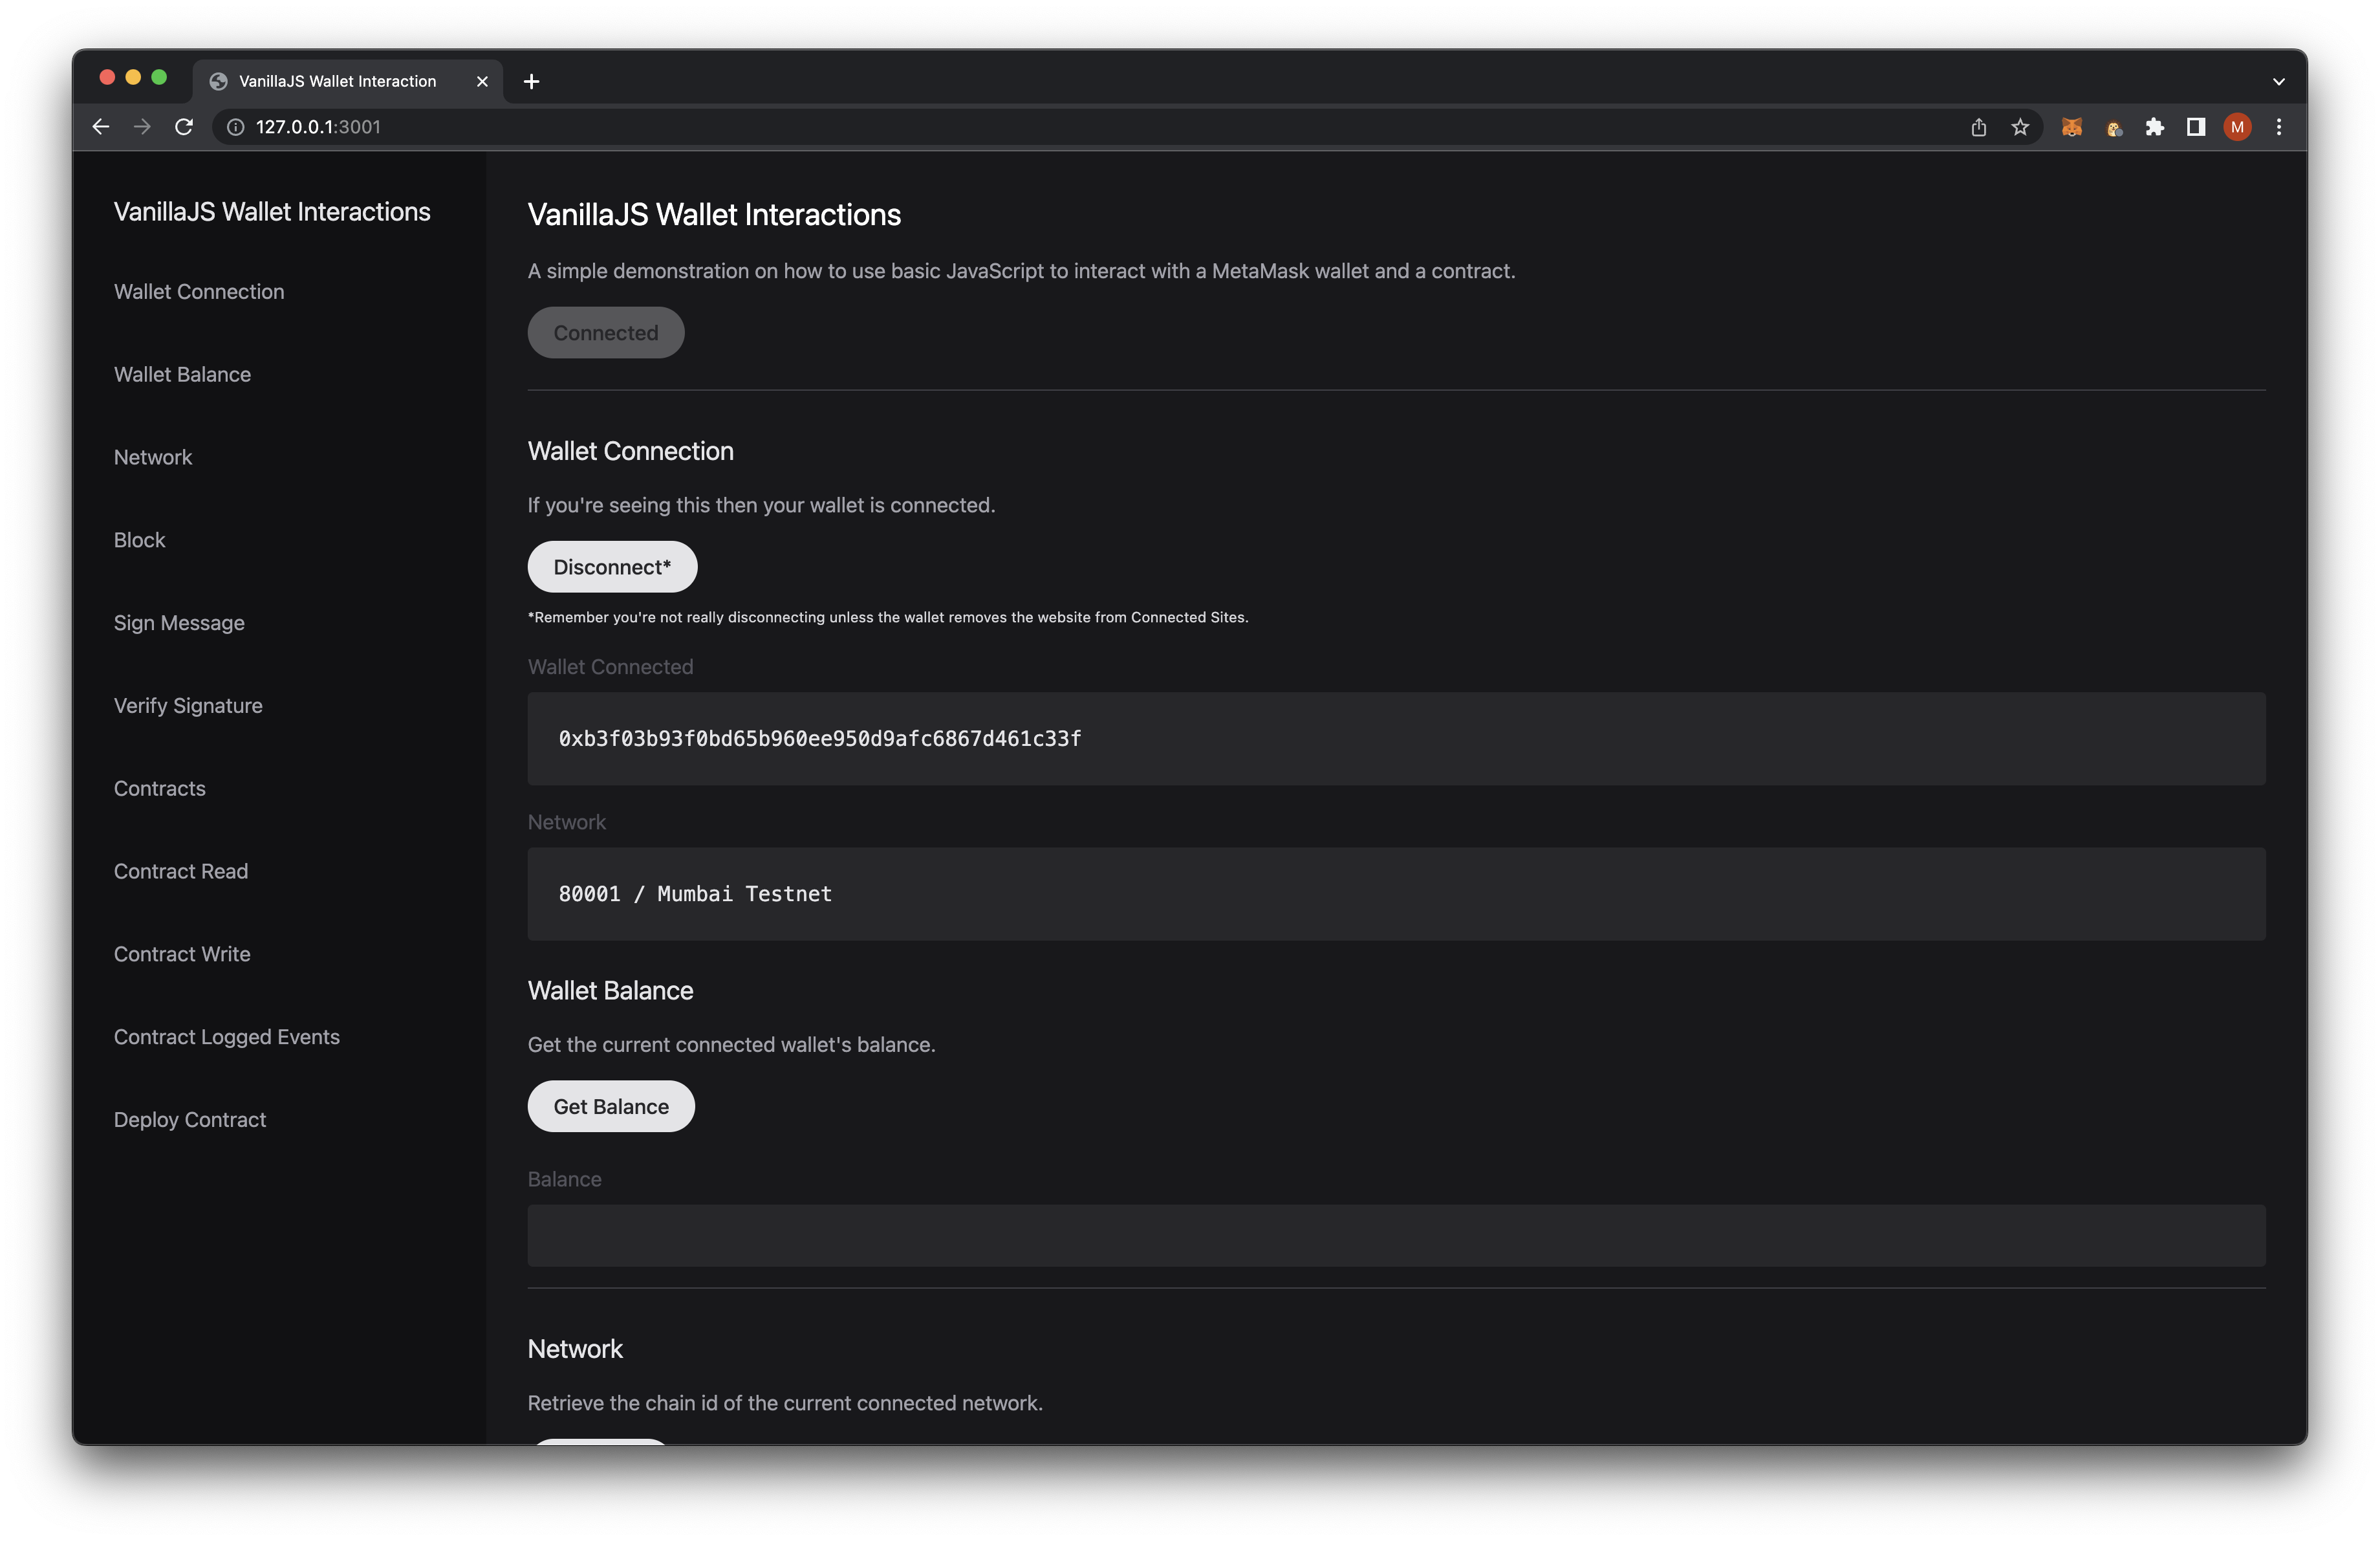 VanillaJS Wallet Interaction
127.0.0.1:3001
M
VanillaJS Wallet Interactions
Wallet Connection
Wallet Balance
Network
Block
Sign Message
Verify Signature
Contracts
Contract Read
Contract Write
Contract Logged Events
Deploy Contract
VanillaJS Wallet Interactions
A simple demonstration on how to use basic JavaScript to interact with a MetaMask wallet and a contract.
Connected
Wallet Connection
If you're seeing this then your wallet is connected.
Disconnect*
*Remember you're not really disconnecting unless the wallet removes the website from Connected Sites.
Wallet Connected
0xb3f03b93f0bd65b960ee950d9afc6867d461c33f
Network
80001 / Mumbai Testnet
Wallet Balance
Get the current connected wallet's balance.
Get Balance
Balance
Network
Retrieve the chain id of the current connected network.